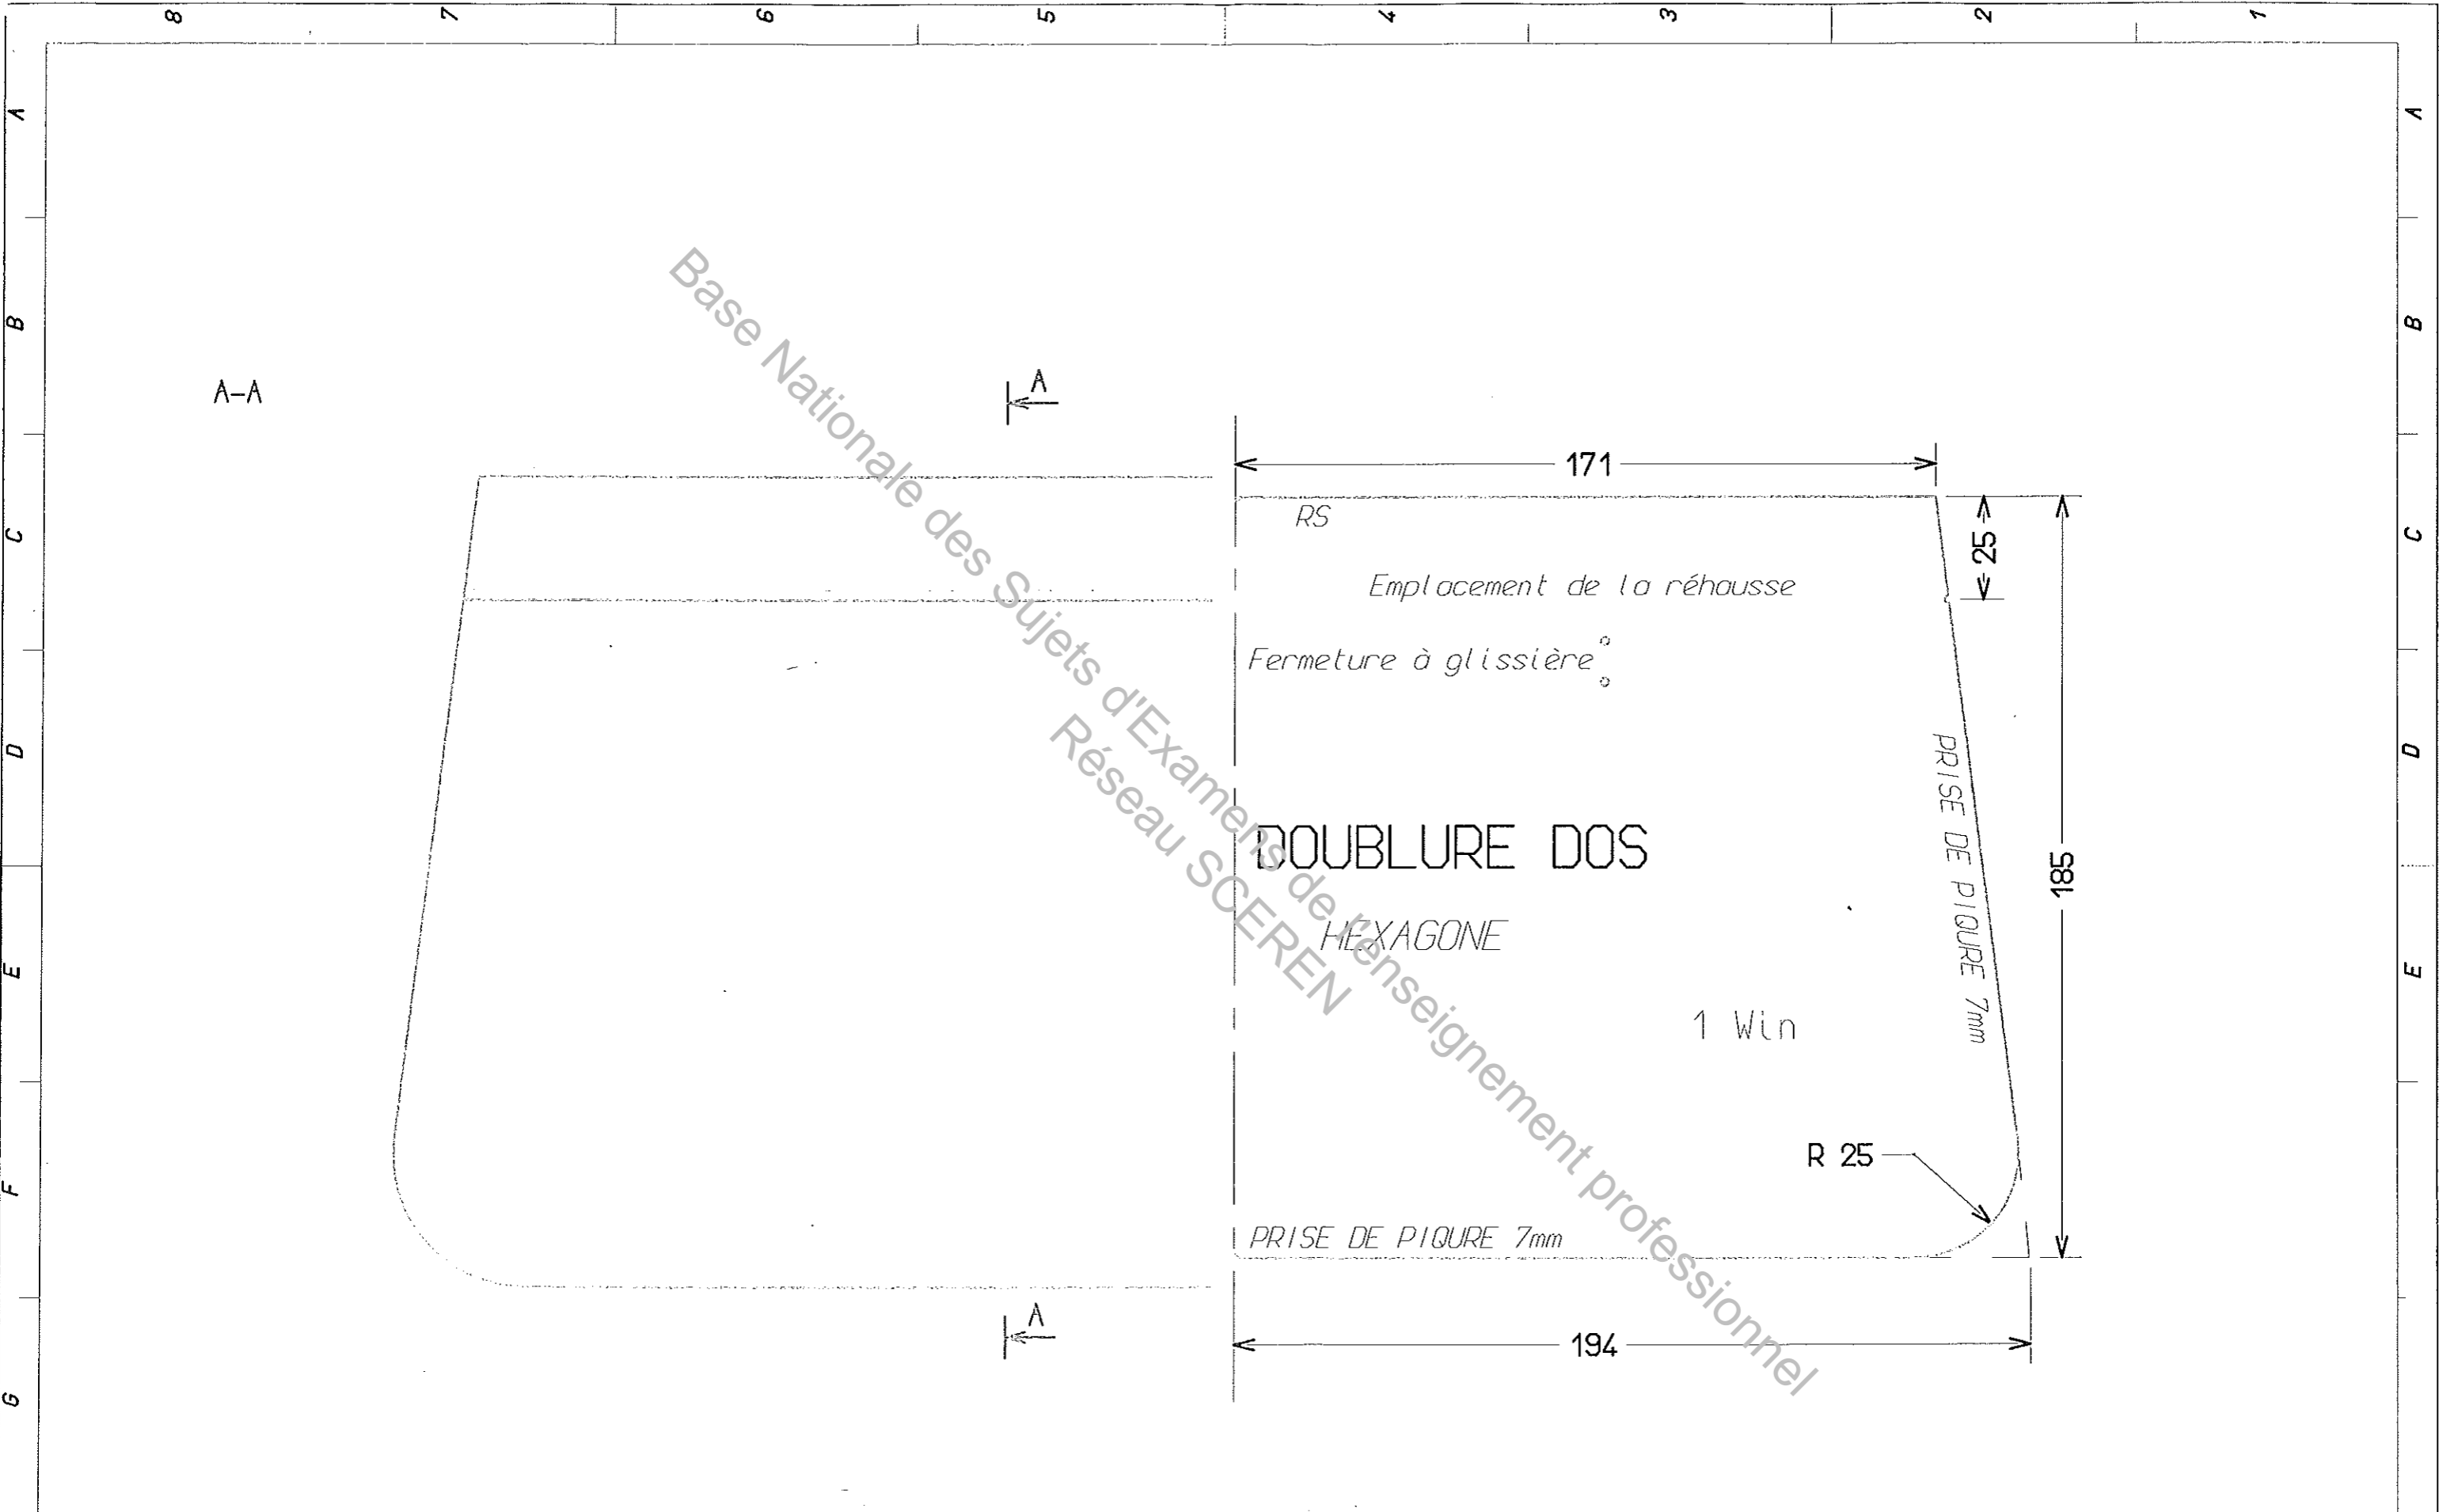 8 7 6 5 4 3 2 1
A A
B B
A-A
A
171
RS
C C
25
Emplacement de la réhausse
Fermeture à glissière
D D
PRISE DE PIQURE 7mm
DOUBLURE DOS
185
HEXAGONE
E E
1 Win
R 25
F
PRISE DE PIQURE 7mm
A
194
G
Base Nationale des Sujets d'Examens de l'enseignement professionnel
Réseau SCEREN